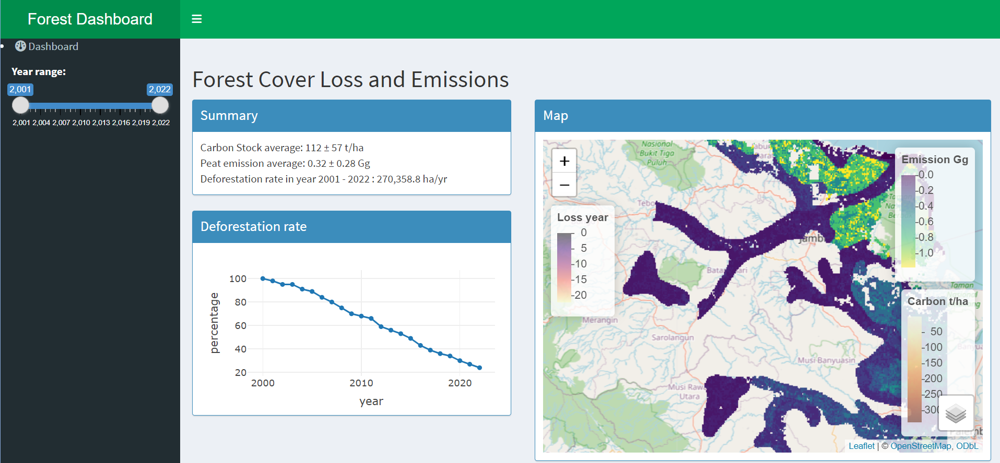 Forest Dashboard
Dashboard
Year range:
2,001 2,022
2,001 2,004 2,007 2,010 2,013 2,016 2,019 2,022
Forest Cover Loss and Emissions
Summary
Carbon Stock average: 112 ± 57 t/ha
Peat emission average: 0.32 ± 0.28 Gg
Deforestation rate in year 2001 - 2022 : 270,358.8 ha/yr
Deforestation rate
percentage
100
80
60
40
20
2000 2010 2020
year
Map
+
−
Nasional
Bukit Tiga
Puluh
Tebo
Jamb
Merangin
Sarolangun
Musi Banyuasin
Musi Raw
Utara
Taman
Nasional
Loss year
0
5
10
15
20
Emission Gg
0.0
0.2
0.4
0.6
0.8
1.0
Carbon t/ha
50
100
150
200
250
300
Leaflet | © OpenStreetMap, ODbL